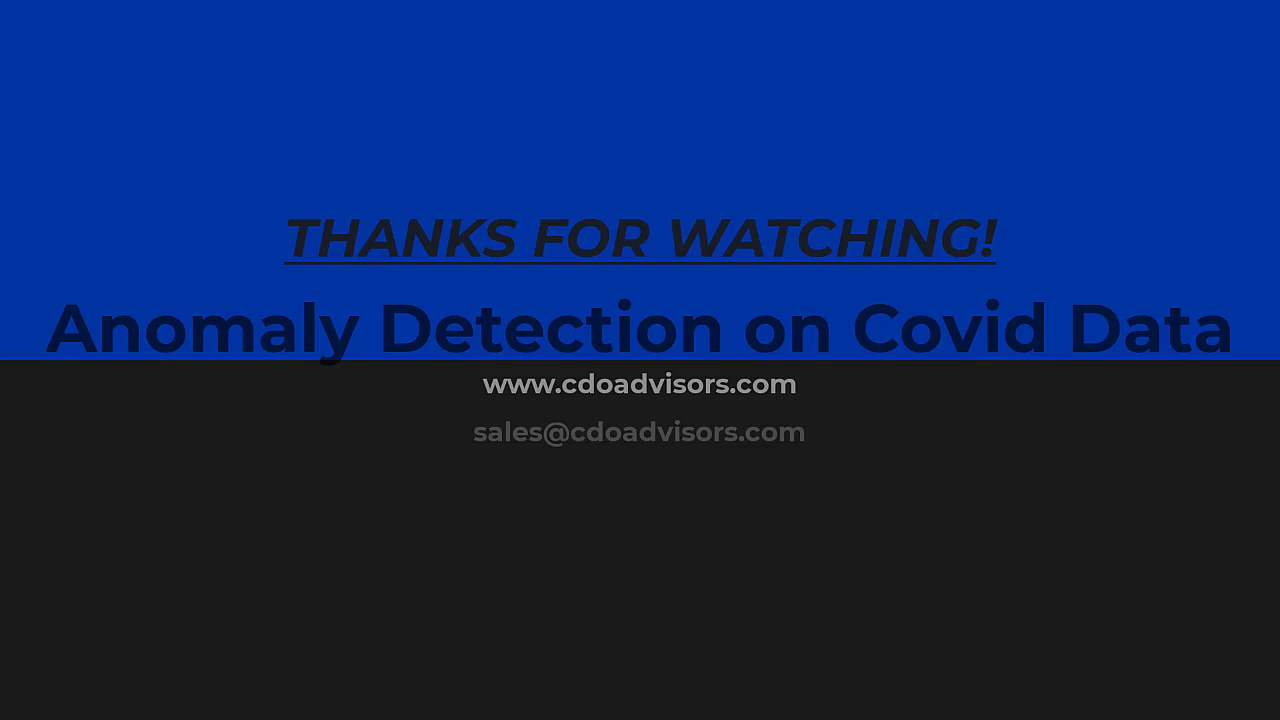 THANKS FOR WATCHING!
Anomaly Detection on Covid Data
www.cdoadvisors.com
sales@cdoadvisors.com